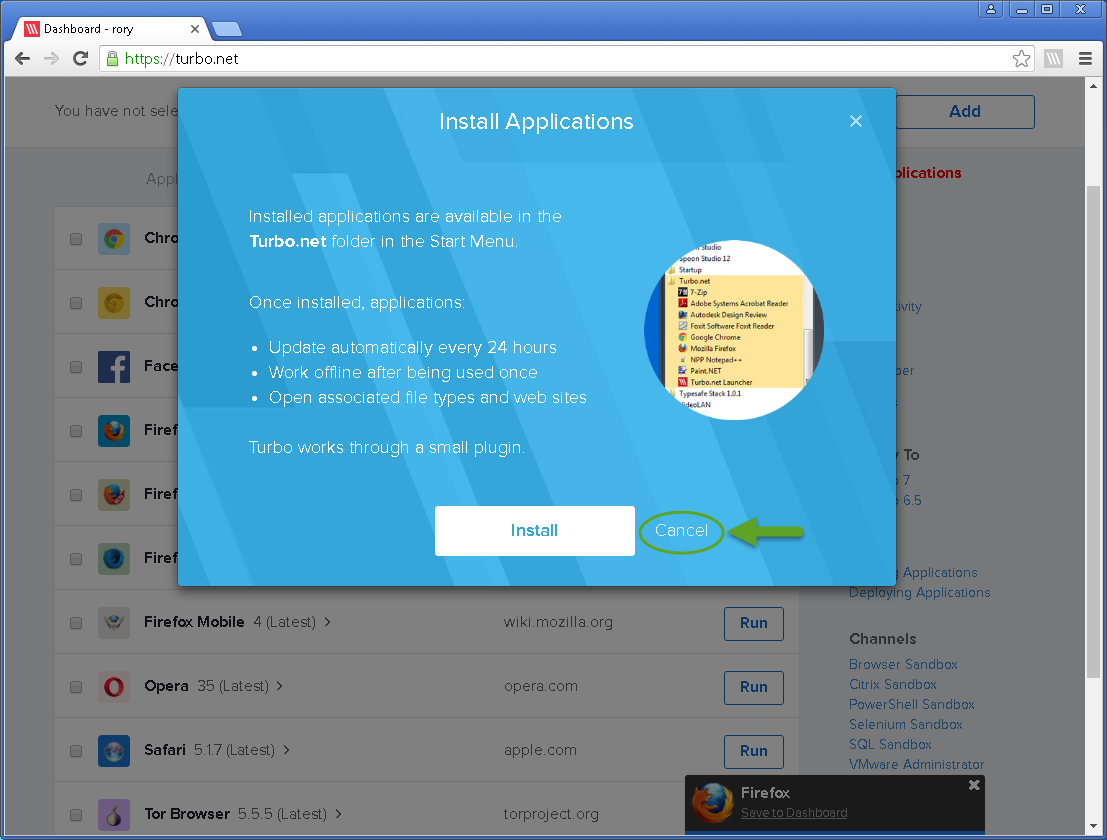 Dashboard - rory
https://turbo.net
You have not sele
Add
Install Applications
plications
Appl
Installed applications are available in the
Turbo.net folder in the Start Menu.
Once installed, applications:
• Update automatically every 24 hours
• Work offline after being used once
• Open associated file types and web sites
Turbo works through a small plugin.
Studio
Spoon Studio 12
Startup
Turbo.net
7-Zip
Adobe Systems Acrobat Reader
Autodesk Design Review
Foxit Software Foxit Reader
Google Chrome
Mozilla Firefox
NPP Notepad++
Paint.NET
Turbo.net Launcher
Typesafe Stack 1.0.1
VideoLAN
Install
Cancel
Chro
Chro
Face
Firef
Firef
Firef
Firefox Mobile 4 (Latest) > wiki.mozilla.org Run
Opera 35 (Latest) > opera.com Run
Safari 5.1.7 (Latest) > apple.com Run
Tor Browser 5.5.5 (Latest) > torproject.org
tivity
per
y To
7
6.5
g Applications
Deploying Applications
Channels
Browser Sandbox
Citrix Sandbox
PowerShell Sandbox
Selenium Sandbox
SQL Sandbox
VMware Administrator
Firefox
Save to Dashboard